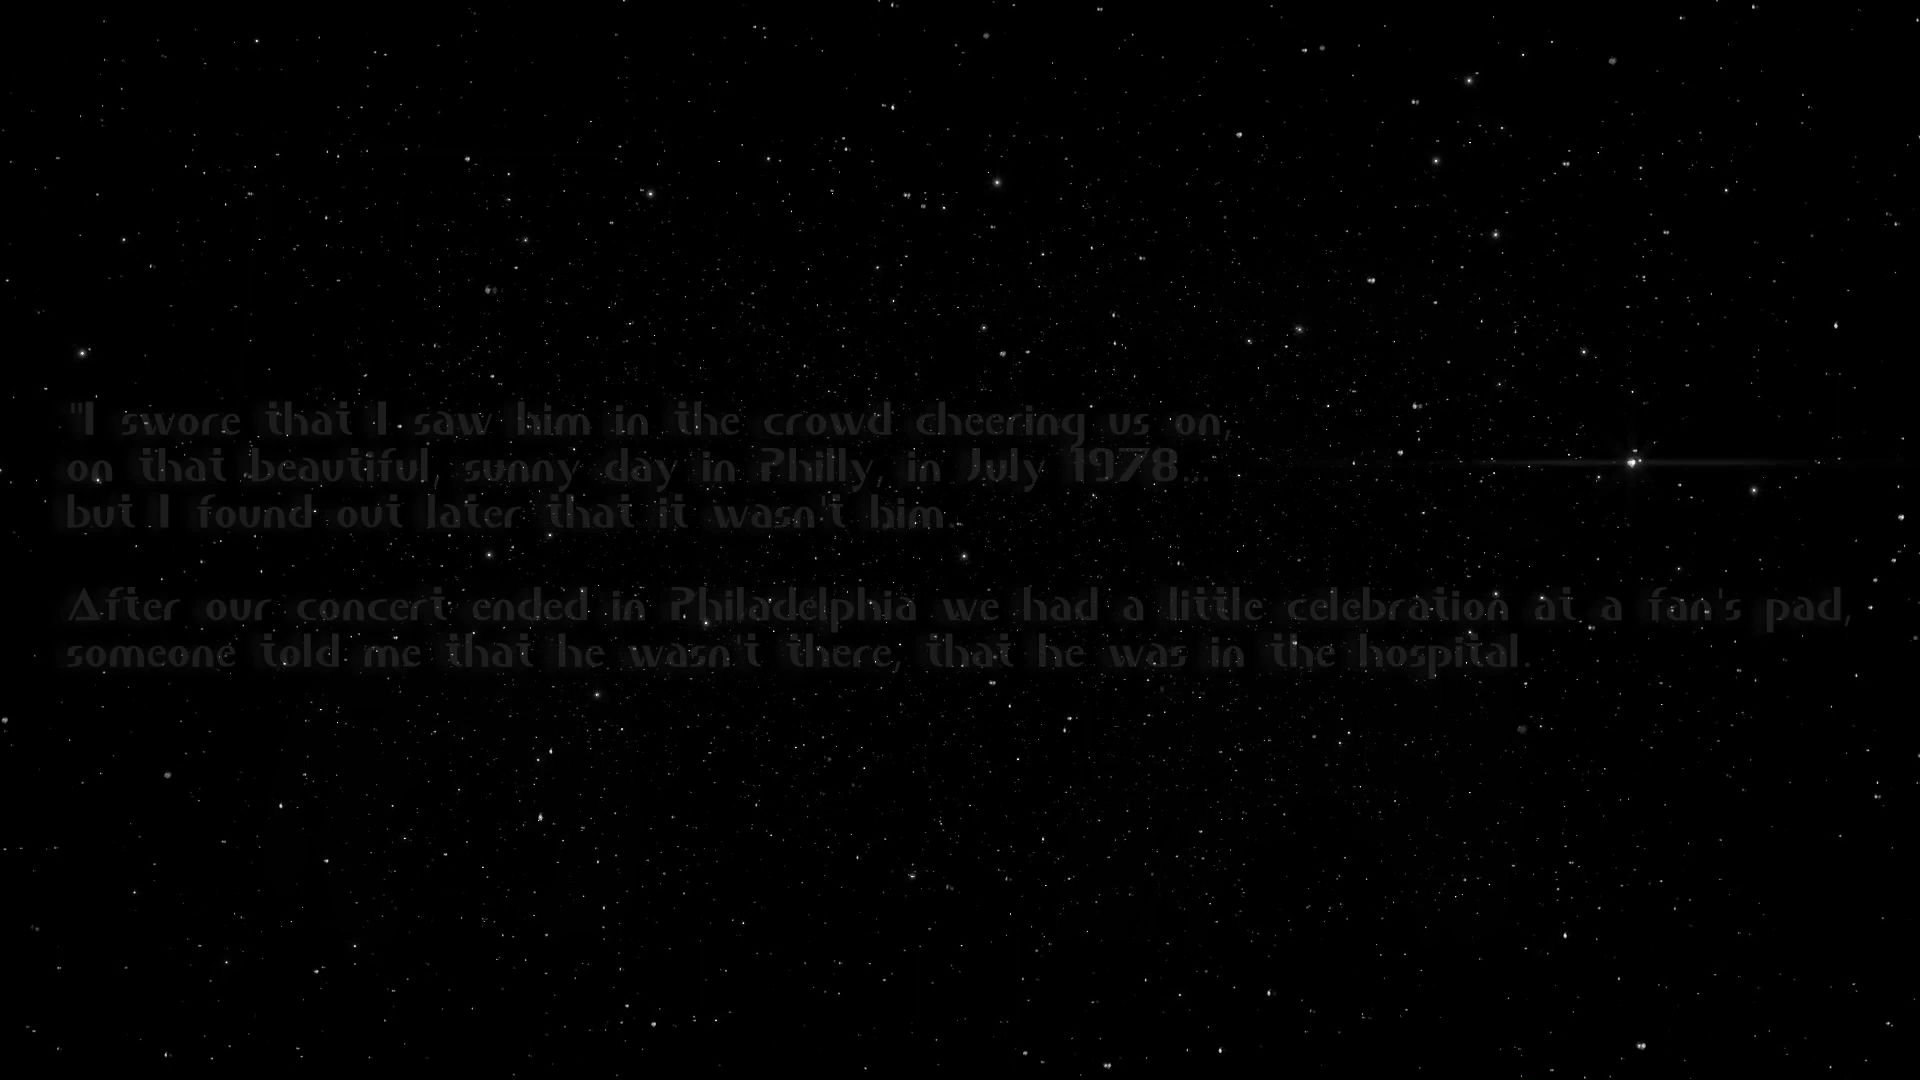 "I swore that I saw him in the crowd cheering us on,
on that beautiful, sunny day in Philly, in July 1978...
but I found out later that it wasn't him.
After our concert ended in Philadelphia we had a little celebration at a fan's pad,
someone told me that he wasn't there, that he was in the hospital.